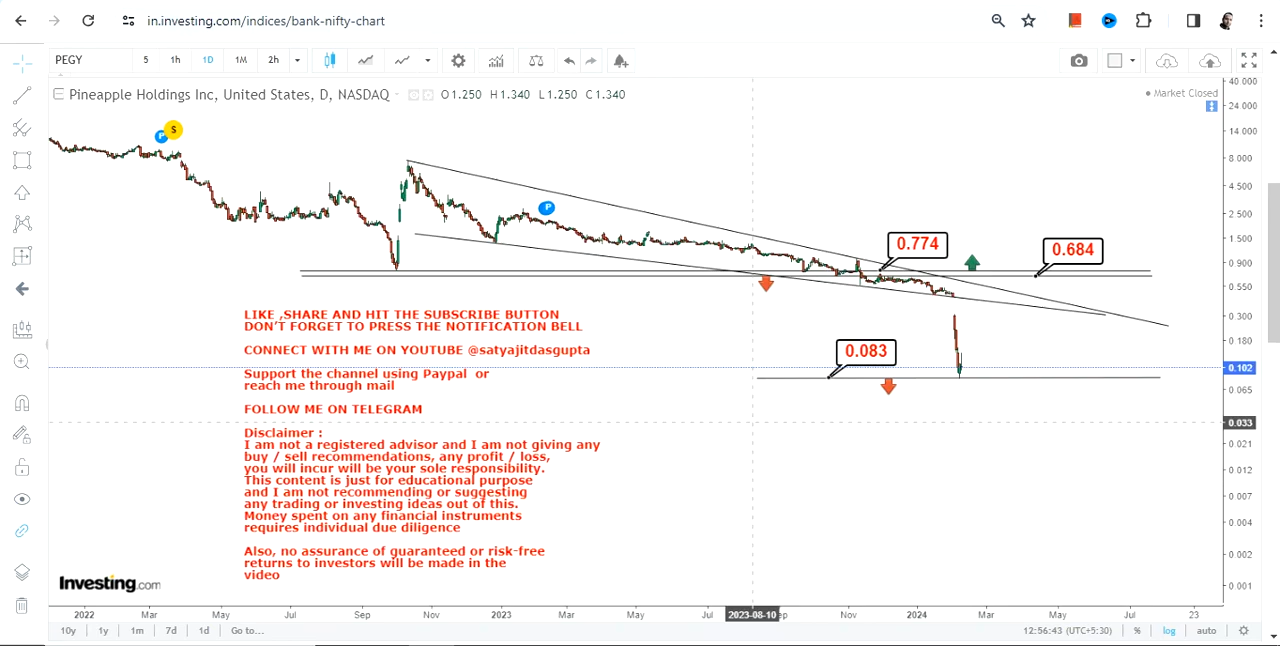 in.investing.com/indices/bank-nifty-chart
PEGY 5 1h 1D 1M 2h
Pineapple Holdings Inc, United States, D, NASDAQ O 1.250 H 1.340 L 1.250 C 1.340
Market Closed
40.000
24.000
14.000
8.000
4.500
2.500
1.500
0.900
0.550
0.300
0.180
0.102
0.065
0.033
0.021
0.012
0.007
0.004
0.002
0.001
S
P
P
0.774
0.684
0.083
LIKE ,SHARE AND HIT THE SUBSCRIBE BUTTON
DON'T FORGET TO PRESS THE NOTIFICATION BELL
CONNECT WITH ME ON YOUTUBE @satyajitdasgupta
Support the channel using Paypal or
reach me through mail
FOLLOW ME ON TELEGRAM
Disclaimer :
I am not a registered advisor and I am not giving any
buy / sell recommendations, any profit / loss,
you will incur will be your sole responsibility.
This content is just for educational purpose
and I am not recommending or suggesting
any trading or investing ideas out of this.
Money spent on any financial instruments
requires individual due diligence
Also, no assurance of guaranteed or risk-free
returns to investors will be made in the
video
Investing.com
2022 Mar May Jul Sep Nov 2023 Mar May Jul 2023-08-10 ep Nov 2024 Mar May Jul 23
10y 1y 1m 7d 1d Go to... 12:56:43 (UTC+5:30) % log auto